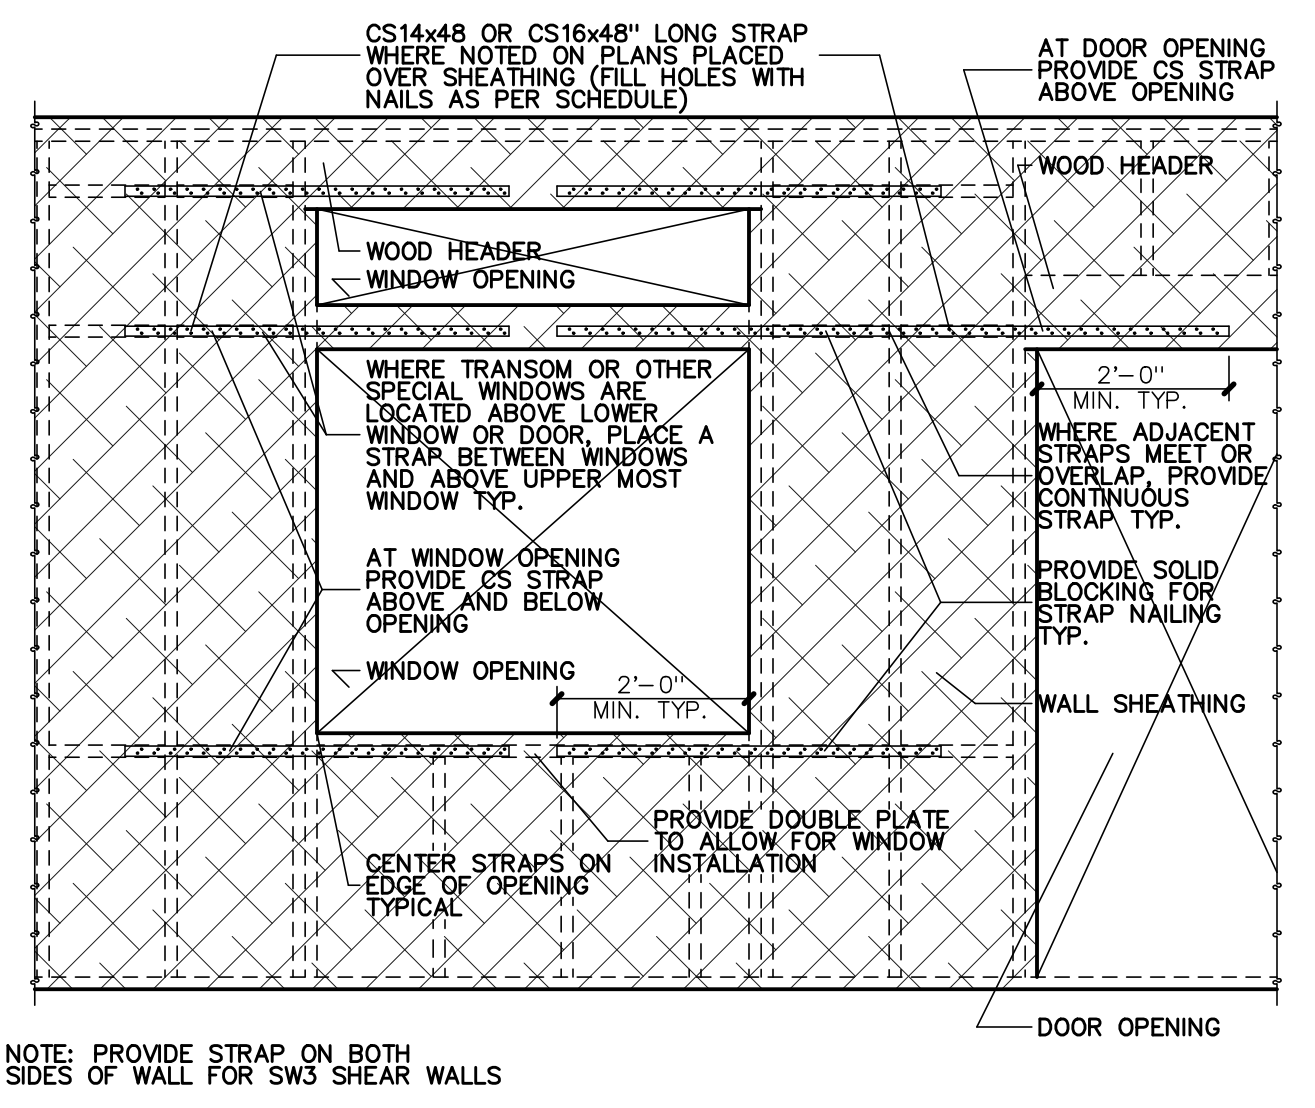 CS14x48 OR CS16x48" LONG STRAP
WHERE NOTED ON PLANS PLACED
OVER SHEATHING (FILL HOLES WITH
NAILS AS PER SCHEDULE)
AT DOOR OPENING
PROVIDE CS STRAP
ABOVE OPENING
WOOD HEADER
WOOD HEADER
WINDOW OPENING
WHERE TRANSOM OR OTHER
SPECIAL WINDOWS ARE
LOCATED ABOVE LOWER
WINDOW OR DOOR, PLACE A
STRAP BETWEEN WINDOWS
AND ABOVE UPPER MOST
WINDOW TYP.
2'-0"
MIN. TYP.
WHERE ADJACENT
STRAPS MEET OR
OVERLAP, PROVIDE
CONTINUOUS
STRAP TYP.
AT WINDOW OPENING
PROVIDE CS STRAP
ABOVE AND BELOW
OPENING
PROVIDE SOLID
BLOCKING FOR
STRAP NAILING
TYP.
WINDOW OPENING
2'-0"
MIN. TYP.
WALL SHEATHING
PROVIDE DOUBLE PLATE
TO ALLOW FOR WINDOW
INSTALLATION
CENTER STRAPS ON
EDGE OF OPENING
TYPICAL
DOOR OPENING
NOTE: PROVIDE STRAP ON BOTH
SIDES OF WALL FOR SW3 SHEAR WALLS